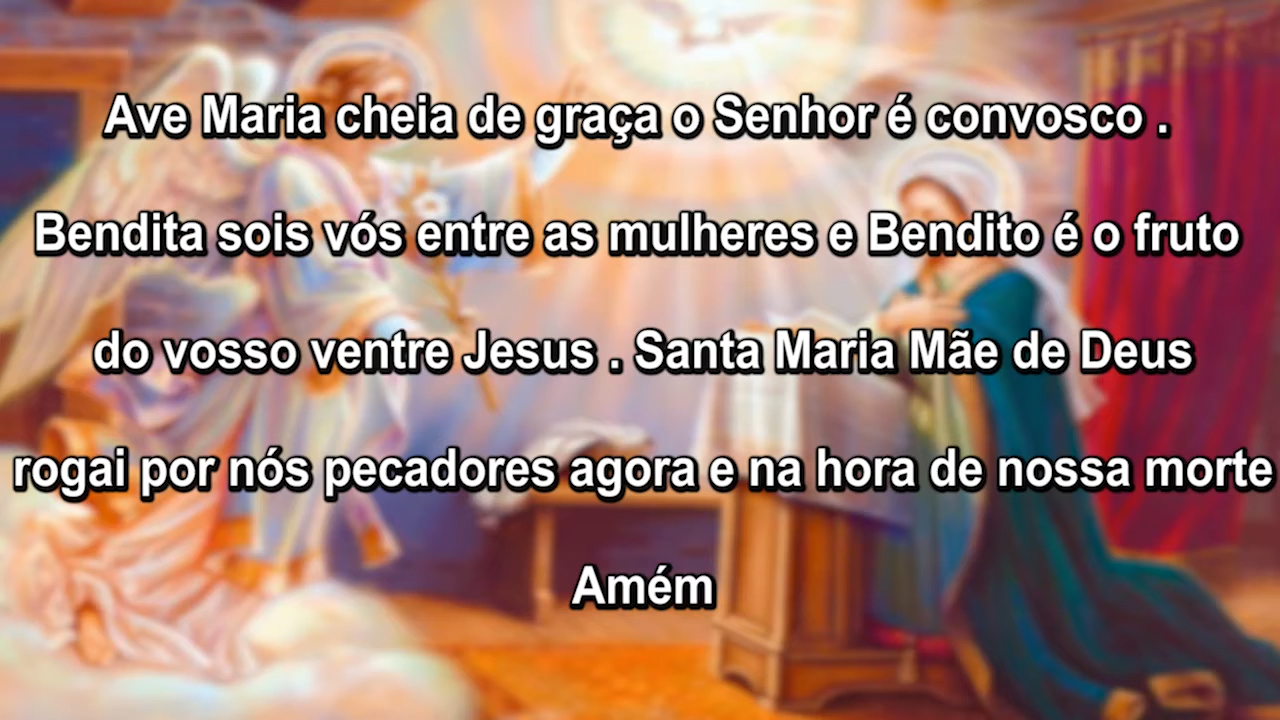 Ave Maria cheia de graça o Senhor é convosco .
Bendita sois vós entre as mulheres e Bendito é o fruto
do vosso ventre Jesus . Santa Maria Mãe de Deus
rogai por nós pecadores agora e na hora de nossa morte
Amém